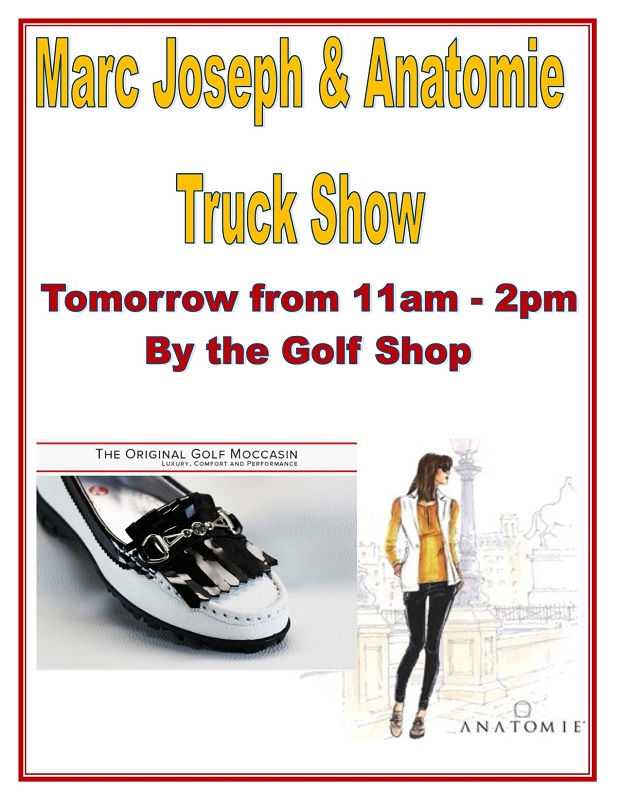 Marc Joseph & Anatomie
Truck Show
Tomorrow from 11am - 2pm
By the Golf Shop
The Original Golf Moccasin
Luxury, Comfort and Performance
ANATOMIE